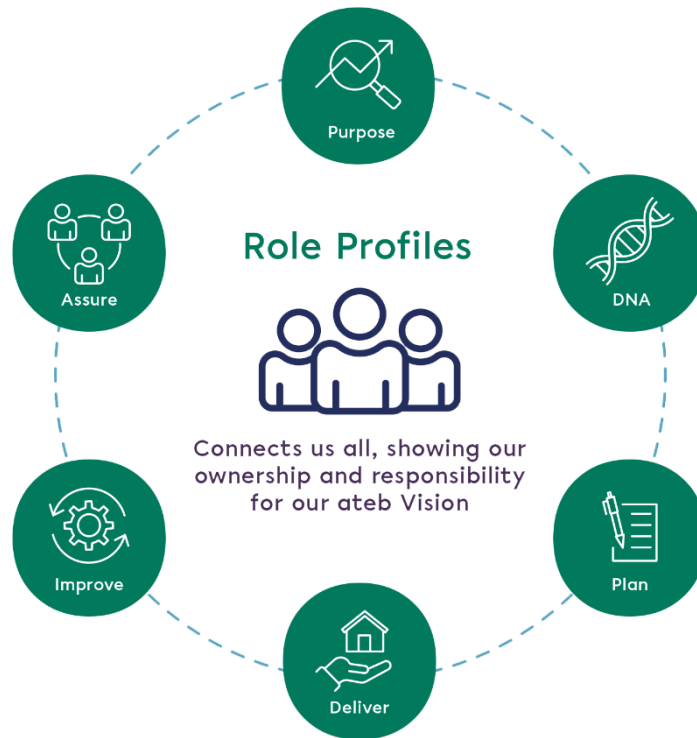 Purpose
DNA
Plan
Deliver
Improve
Assure
Role Profiles
Connects us all, showing our
ownership and responsibility
for our ateb Vision